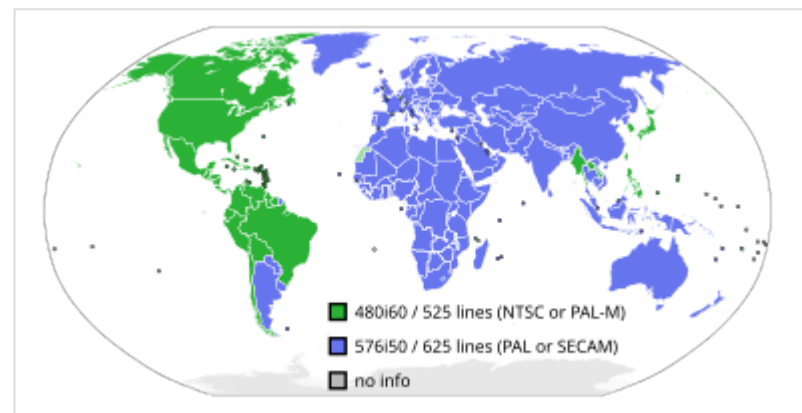 480i60 / 525 lines (NTSC or PAL-M)
576i50 / 625 lines (PAL or SECAM)
no info